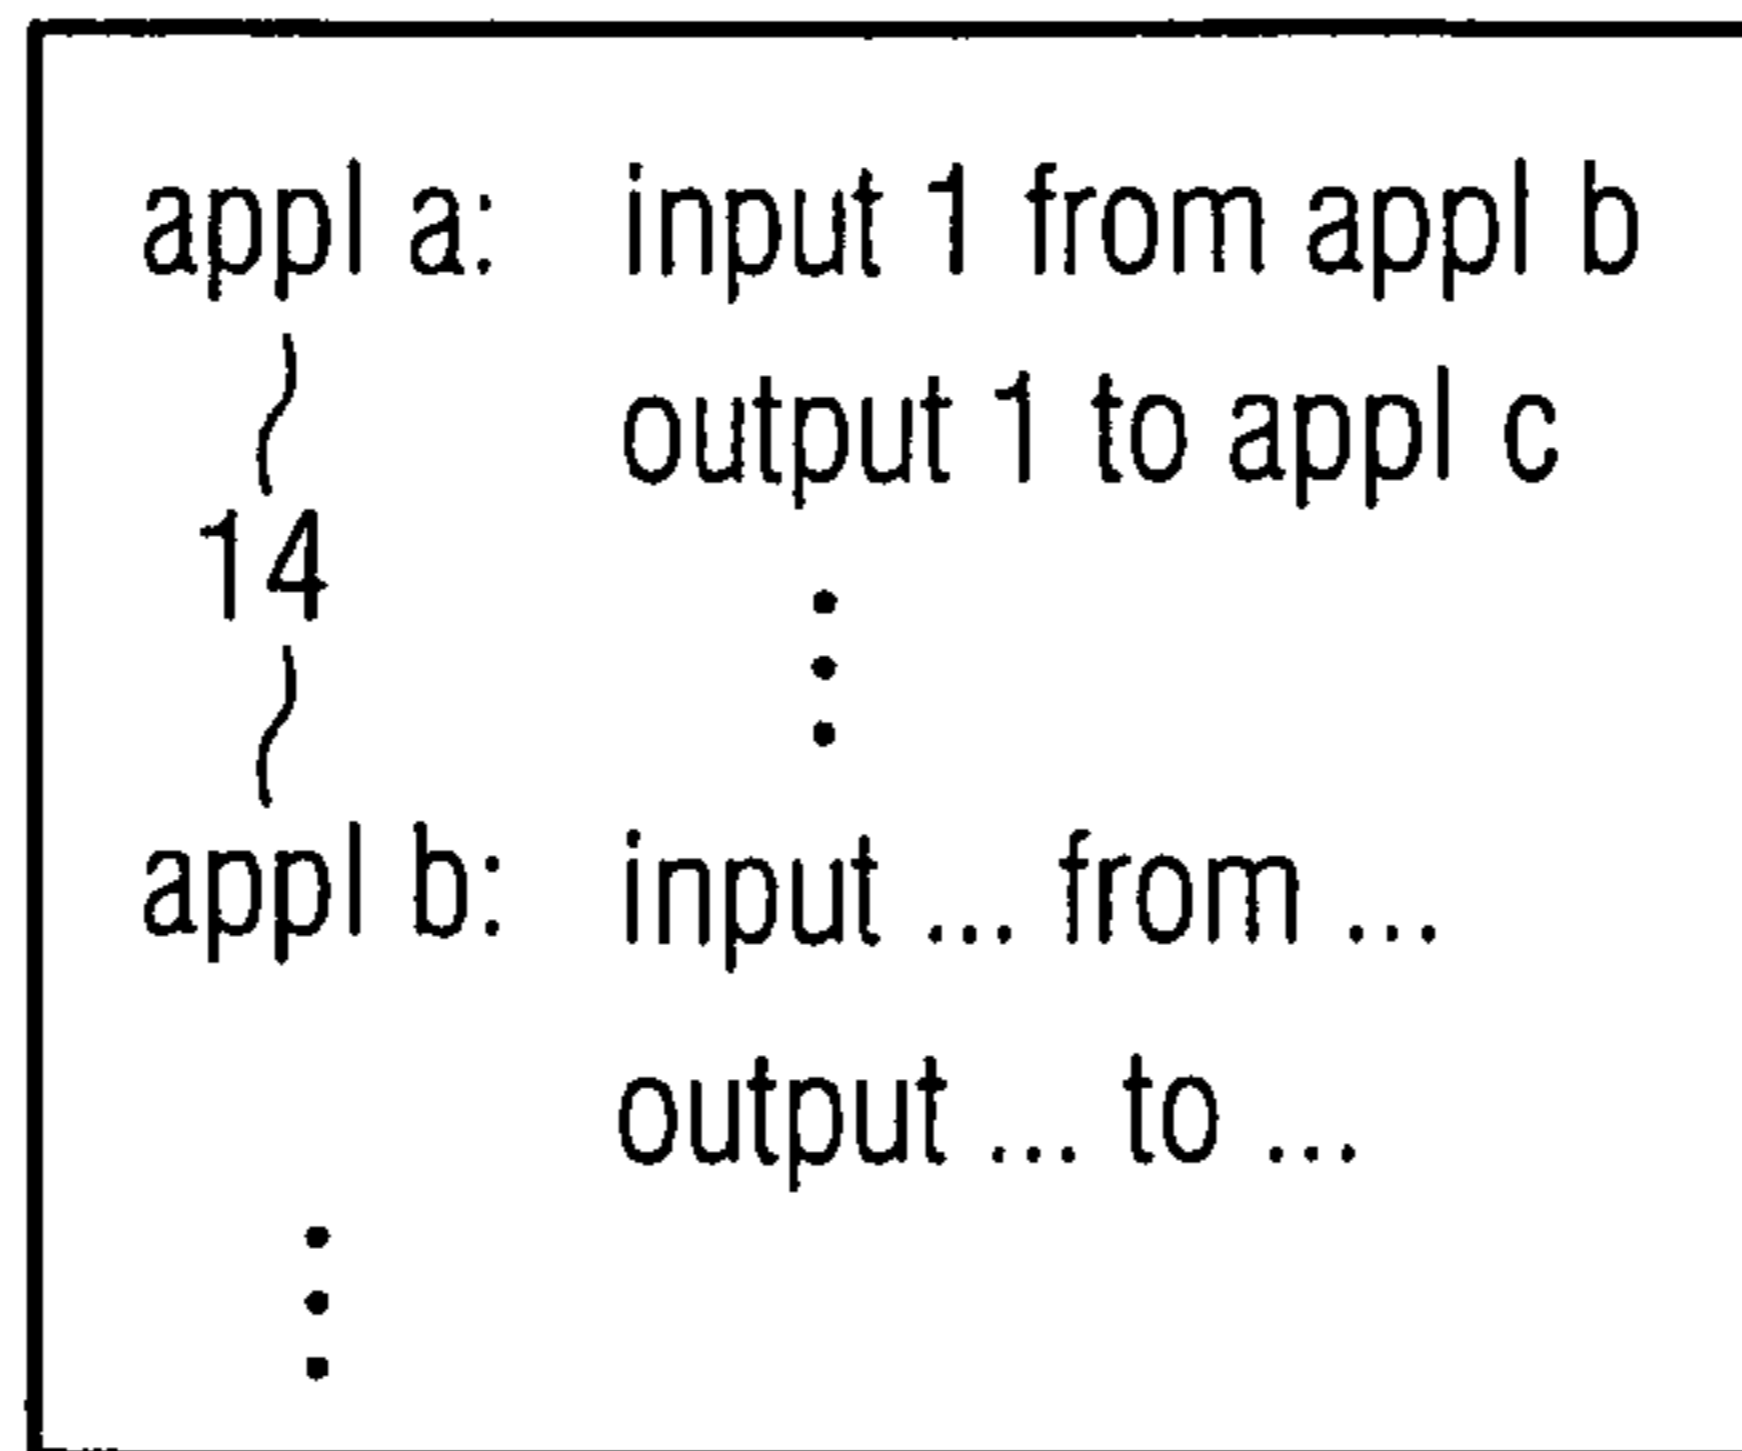 appl a: input 1 from appl b
output 1 to appl c
14
appl b: input ... from ...
output ... to ...